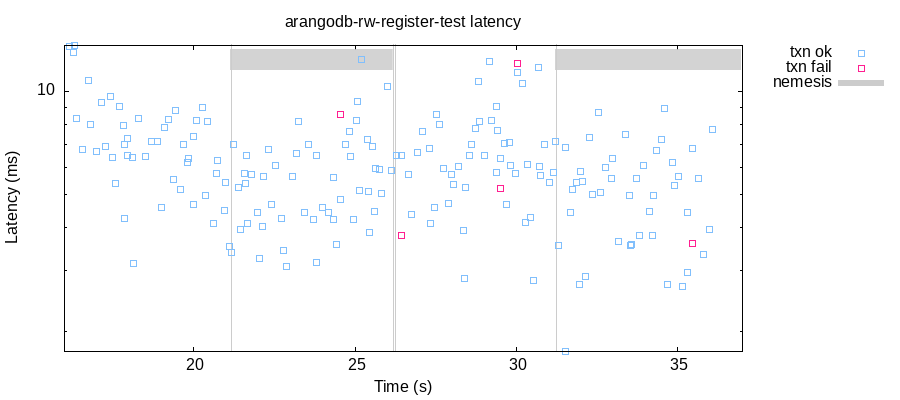 arangodb-rw-register-test latency
txn ok
txn fail
nemesis
10
Latency (ms)
20 25 30 35
Time (s)